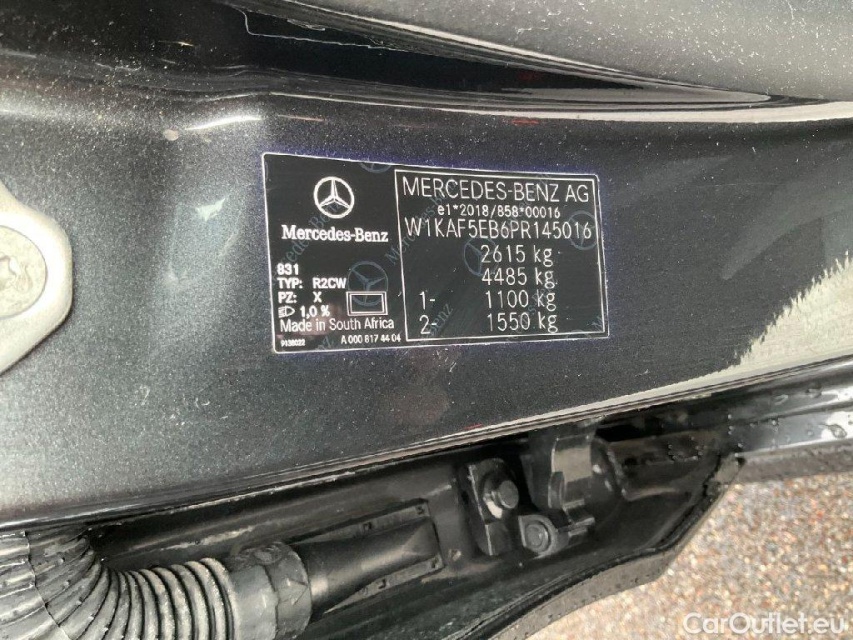 Mercedes-Benz
831
TYP: R2CW
PZ: X
1,0 %
Made in South Africa
9138022
A 000 817 44 04
MERCEDES-BENZ AG
e1*2018/858*00016
W1KAF5EB6PR145016
2615 kg
4485 kg
1- 1100 kg
2- 1550 kg
CarOutlet.eu